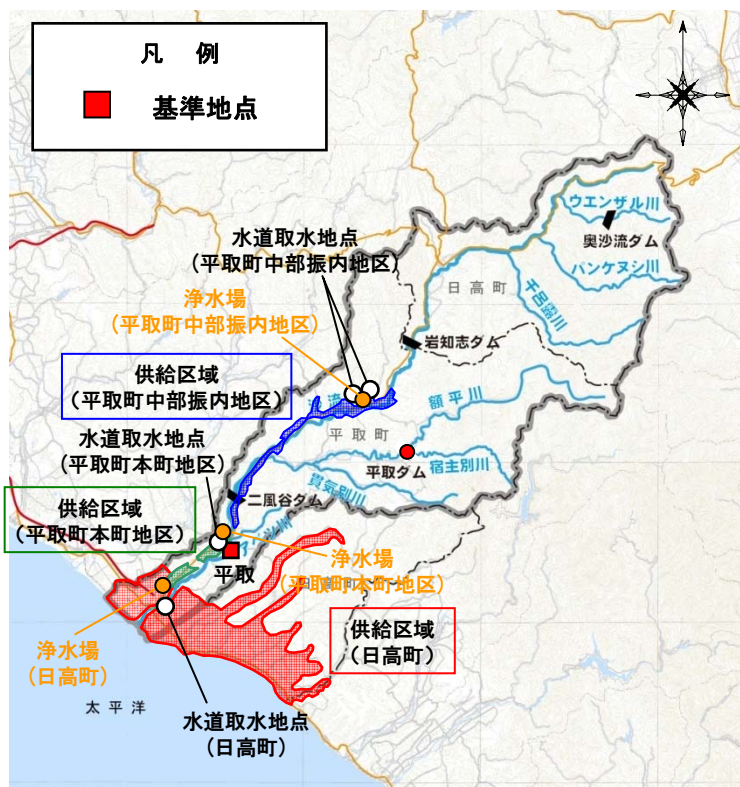 凡 例
基準地点
ウエンザル川
奥沙流ダム
パンケヌシ川
水道取水地点
(平取町中部振内地区)
日高町
千呂露川
浄水場
(平取町中部振内地区)
岩知志ダム
供給区域
(平取町中部振内地区)
額平川
水道取水地点
(平取町本町地区)
平取町
平取ダム
宿主別川
貫気別川
供給区域
(平取町本町地区)
二風谷ダム
浄水場
(平取町本町地区)
平取
供給区域
(日高町)
浄水場
(日高町)
太平洋
水道取水地点
(日高町)